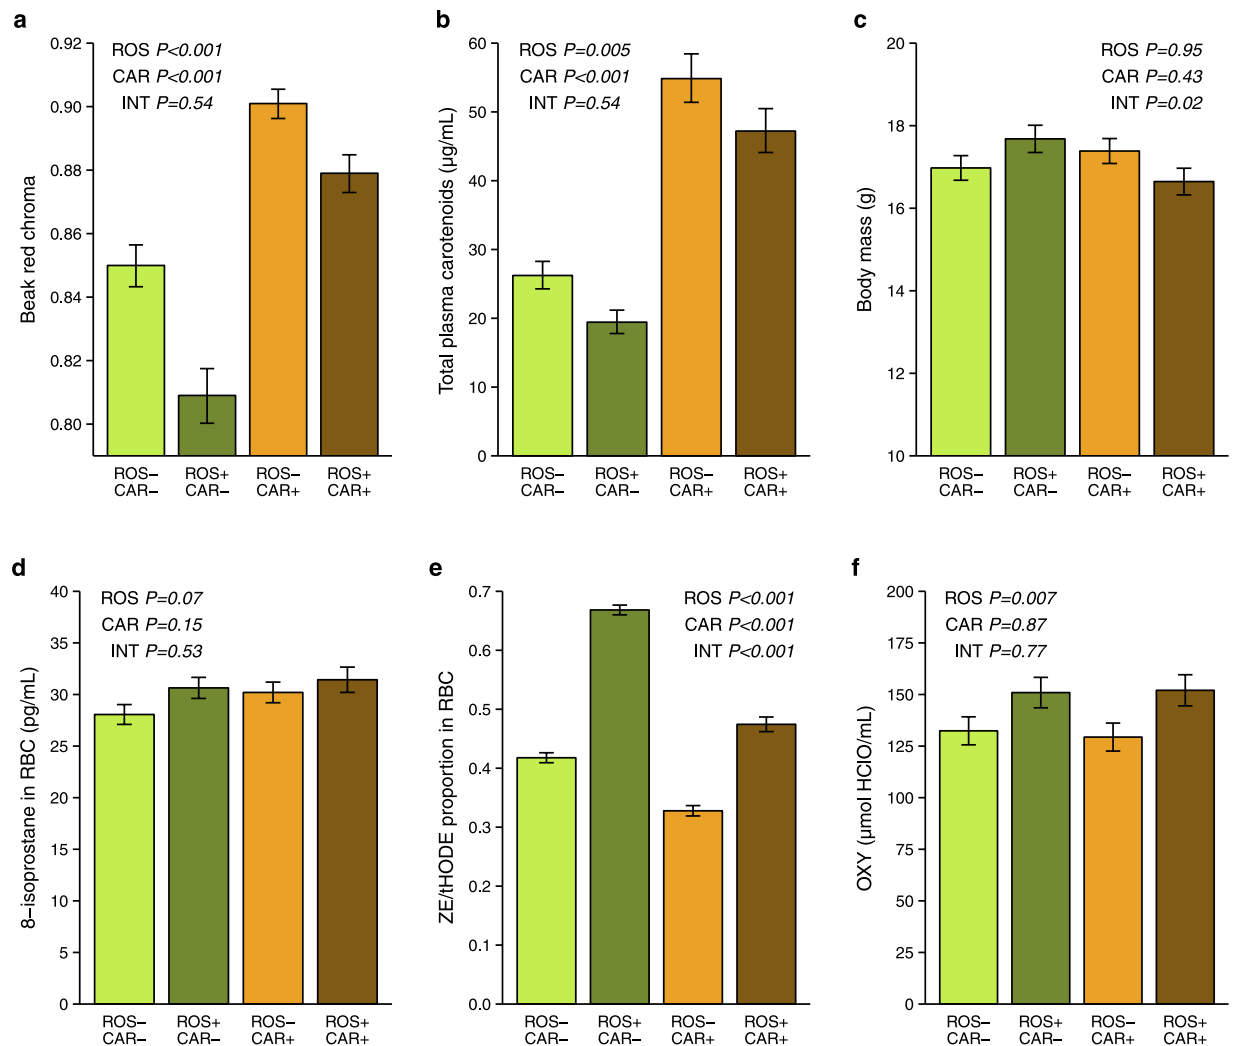 a
ROS P<0.001
CAR P<0.001
INT P=0.54
Beak red chroma
0.92
0.90
0.88
0.86
0.84
0.82
0.80
ROS− ROS+ ROS− ROS+
CAR− CAR− CAR+ CAR+
b
ROS P=0.005
CAR P<0.001
INT P=0.54
Total plasma carotenoids (µg/mL)
60
50
40
30
20
10
0
ROS− ROS+ ROS− ROS+
CAR− CAR− CAR+ CAR+
c
ROS P=0.95
CAR P=0.43
INT P=0.02
Body mass (g)
20
18
16
14
12
10
ROS− ROS+ ROS− ROS+
CAR− CAR− CAR+ CAR+
d
ROS P=0.07
CAR P=0.15
INT P=0.53
8−isoprostane in RBC (pg/mL)
40
35
30
25
20
15
10
5
0
ROS− ROS+ ROS− ROS+
CAR− CAR− CAR+ CAR+
e
ROS P<0.001
CAR P<0.001
INT P<0.001
ZE/tHODE proportion in RBC
0.7
0.6
0.5
0.4
0.3
0.2
0.1
0.0
ROS− ROS+ ROS− ROS+
CAR− CAR− CAR+ CAR+
f
ROS P=0.007
CAR P=0.87
INT P=0.77
OXY (µmol HClO/mL)
200
175
150
125
100
75
50
25
0
ROS− ROS+ ROS− ROS+
CAR− CAR− CAR+ CAR+